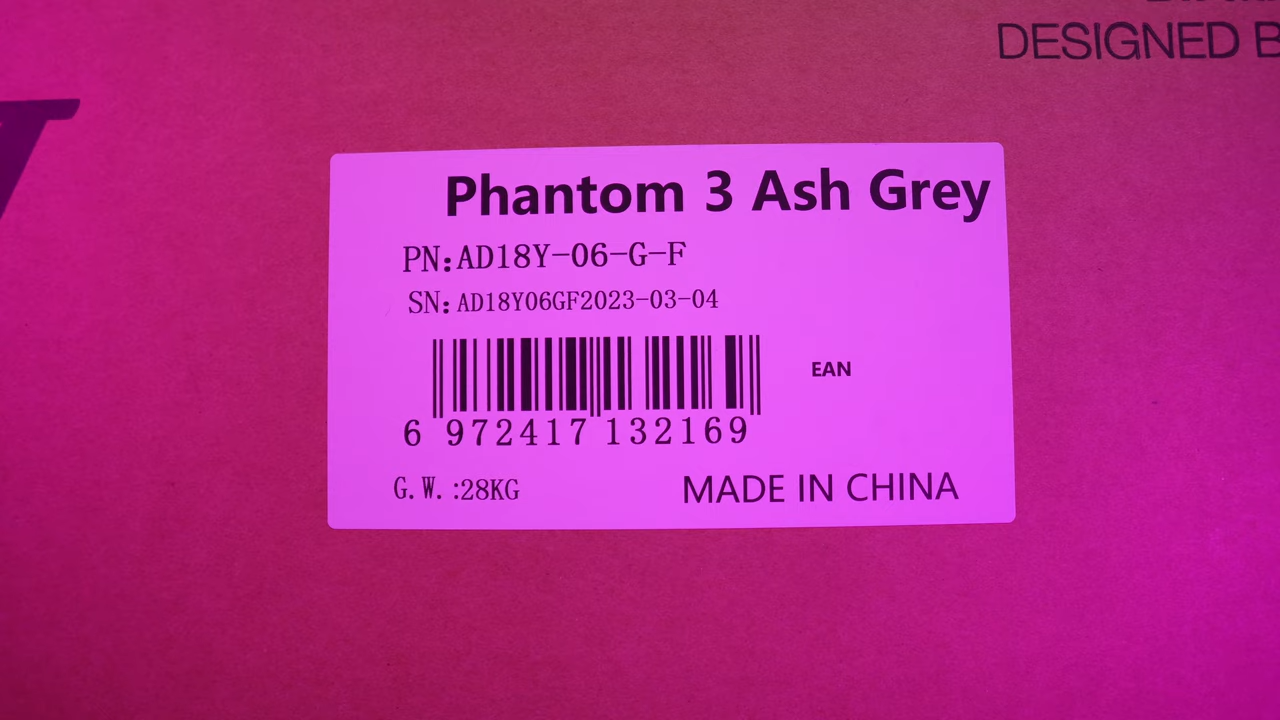 DESIGNED B
Phantom 3 Ash Grey
PN:AD18Y-06-G-F
SN:AD18Y06GF2023-03-04
EAN
6 972417 132169
G.W.:28KG
MADE IN CHINA